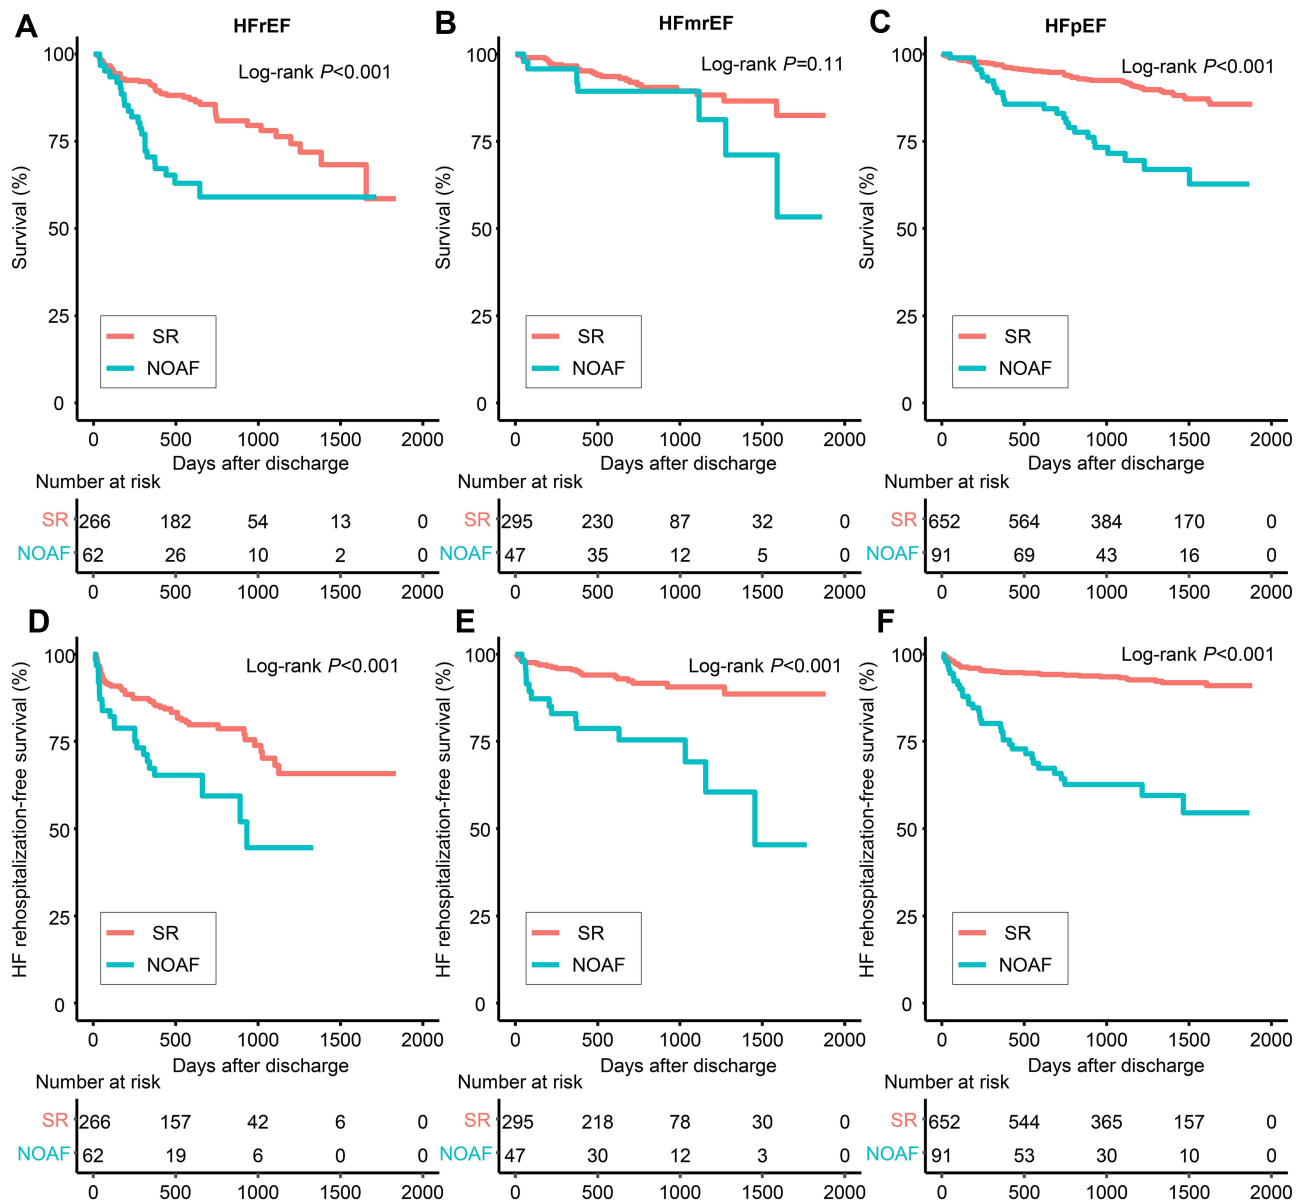 A
HFrEF
100
75
50
25
0
Survival (%)
Log-rank P<0.001
SR
NOAF
0 500 1000 1500 2000
Days after discharge
Number at risk
SR 266 182 54 13 0
NOAF 62 26 10 2 0
0 500 1000 1500 2000
B
HFmrEF
100
75
50
25
0
Survival (%)
Log-rank P=0.11
SR
NOAF
0 500 1000 1500 2000
Days after discharge
Number at risk
SR 295 230 87 32 0
NOAF 47 35 12 5 0
0 500 1000 1500 2000
C
HFpEF
100
75
50
25
0
Survival (%)
Log-rank P<0.001
SR
NOAF
0 500 1000 1500 2000
Days after discharge
Number at risk
SR 652 564 384 170 0
NOAF 91 69 43 16 0
0 500 1000 1500 2000
D
100
75
50
25
0
HF rehospitalization-free survival (%)
Log-rank P<0.001
SR
NOAF
0 500 1000 1500 2000
Days after discharge
Number at risk
SR 266 157 42 6 0
NOAF 62 19 6 0 0
0 500 1000 1500 2000
E
100
75
50
25
0
HF rehospitalization-free survival (%)
Log-rank P<0.001
SR
NOAF
0 500 1000 1500 2000
Days after discharge
Number at risk
SR 295 218 78 30 0
NOAF 47 30 12 3 0
0 500 1000 1500 2000
F
100
75
50
25
0
HF rehospitalization-free survival (%)
Log-rank P<0.001
SR
NOAF
0 500 1000 1500 2000
Days after discharge
Number at risk
SR 652 544 365 157 0
NOAF 91 53 30 10 0
0 500 1000 1500 2000